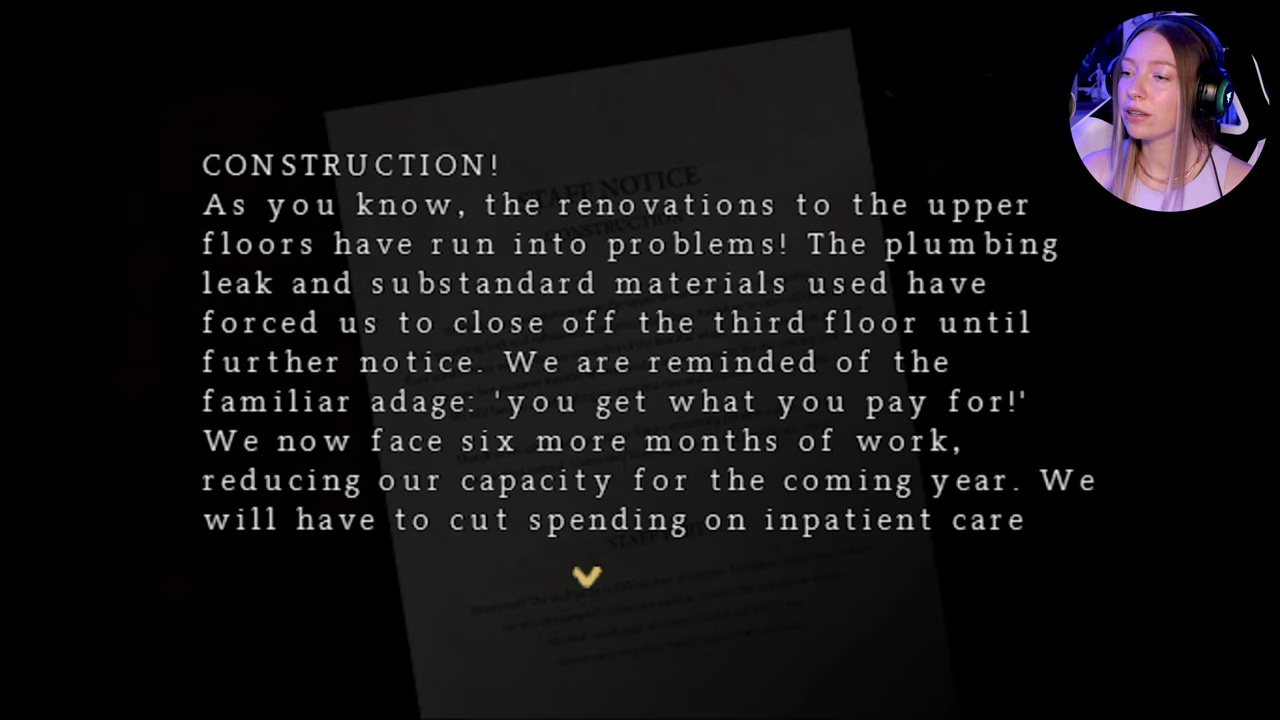 CONSTRUCTION!
As you know, the renovations to the upper
floors have run into problems! The plumbing
leak and substandard materials used have
forced us to close off the third floor until
further notice. We are reminded of the
familiar adage: 'you get what you pay for!'
We now face six more months of work,
reducing our capacity for the coming year. We
will have to cut spending on inpatient care
STAFF NOTICE
CONSTRUCTION